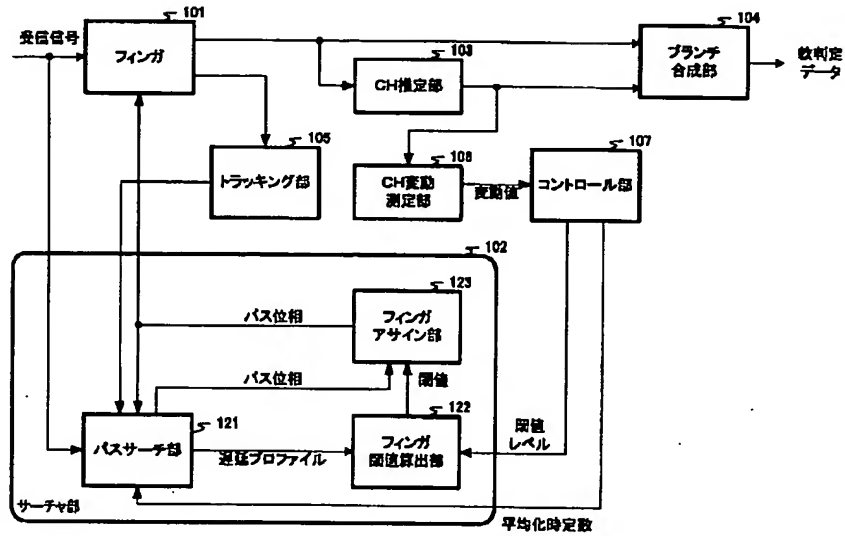 101
受信信号
フィンガ
103
CH推定部
104
ブランチ
合成部
軟判定
データ
105
トラッキング部
106
CH変動
測定部
変動値
107
コントロール部
102
123
フィンガ
アサイン部
パス位相
パス位相
閾値
121
パスサーチ部
遅延プロファイル
122
フィンガ
閾値算出部
閾値
レベル
サーチャ部
平均化時定数